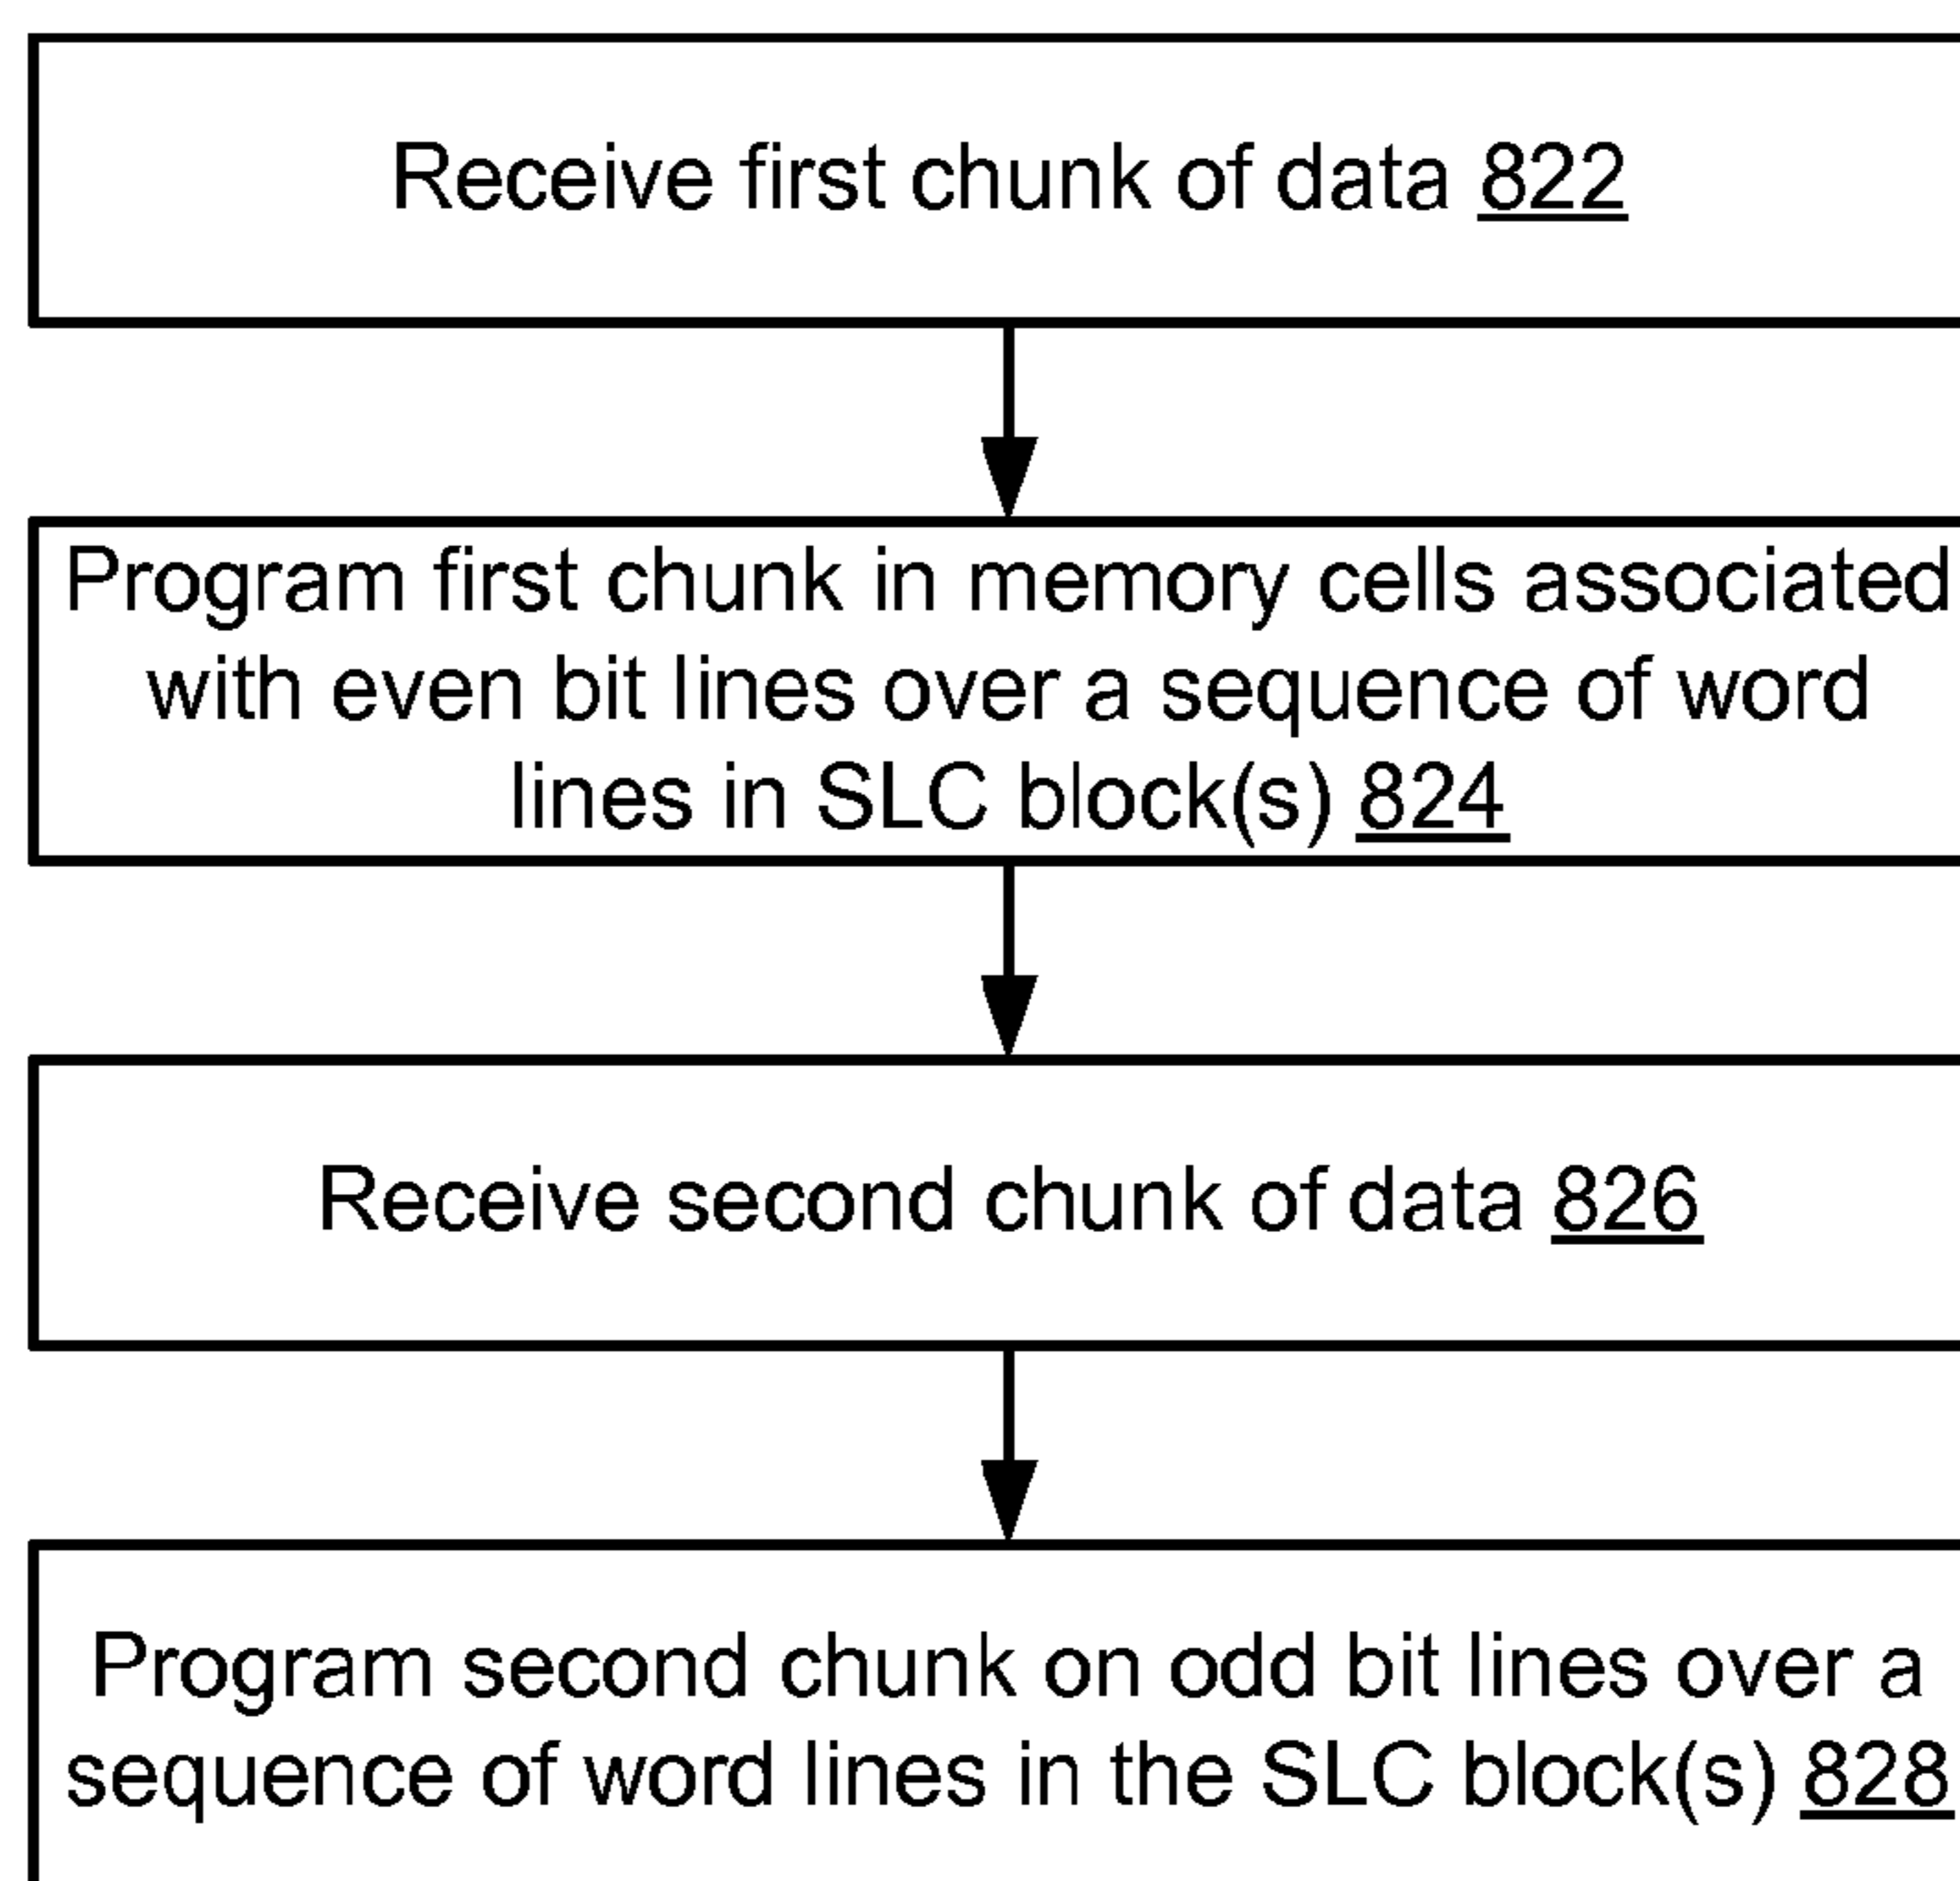 Receive first chunk of data 822
Program first chunk in memory cells associated
with even bit lines over a sequence of word
lines in SLC block(s) 824
Receive second chunk of data 826
Program second chunk on odd bit lines over a
sequence of word lines in the SLC block(s) 828